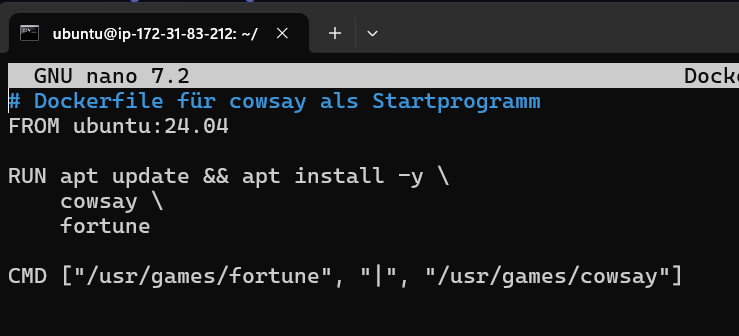 ubuntu@ip-172-31-83-212: ~/
GNU nano 7.2 Docke
# Dockerfile für cowsay als Startprogramm
FROM ubuntu:24.04
RUN apt update && apt install -y \
    cowsay \
    fortune
CMD ["/usr/games/fortune", "|", "/usr/games/cowsay"]